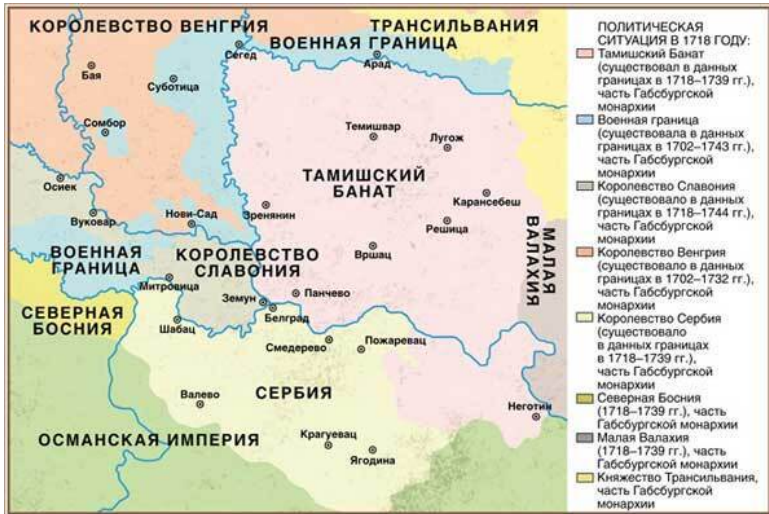 КОРОЛЕВСТВО ВЕНГРИЯ
ТРАНСИЛЬВАНИЯ
ВОЕННАЯ ГРАНИЦА
Сегед
Арад
Бая
Суботица
Сомбор
Темишвар
Лугож
ТАМИШСКИЙ
БАНАТ
Осиек
Карансебеш
Вуковар
Нови-Сад
Зренянин
Решица
МАЛАЯ
ВАЛАХИЯ
ВОЕННАЯ
ГРАНИЦА
КОРОЛЕВСТВО
СЛАВОНИЯ
Вршац
Митровица
Земун
Панчево
Белград
СЕВЕРНАЯ
БОСНИЯ
Шабац
Смедерево
Пожаревац
Валево
СЕРБИЯ
Неготин
ОСМАНСКАЯ ИМПЕРИЯ
Крагуевац
Ягодина
ПОЛИТИЧЕСКАЯ
СИТУАЦИЯ В 1718 ГОДУ:
Тамишский Банат
(существовал в данных
границах в 1718–1739 гг.),
часть Габсбургской
монархии
Военная граница
(существовала в данных
границах в 1702–1743 гг.),
часть Габсбургской
монархии
Королевство Славония
(существовало в данных
границах в 1718–1744 гг.),
часть Габсбургской
монархии
Королевство Венгрия
(существовало в данных
границах в 1702–1732 гг.),
часть Габсбургской
монархии
Королевство Сербия
(существовало
в данных границах
в 1718–1739 гг.),
часть Габсбургской
монархии
Северная Босния
(1718–1739 гг.), часть
Габсбургской монархии
Малая Валахия
(1718–1739 гг.), часть
Габсбургской монархии
Княжество Трансильвания,
часть Габсбургской
монархии